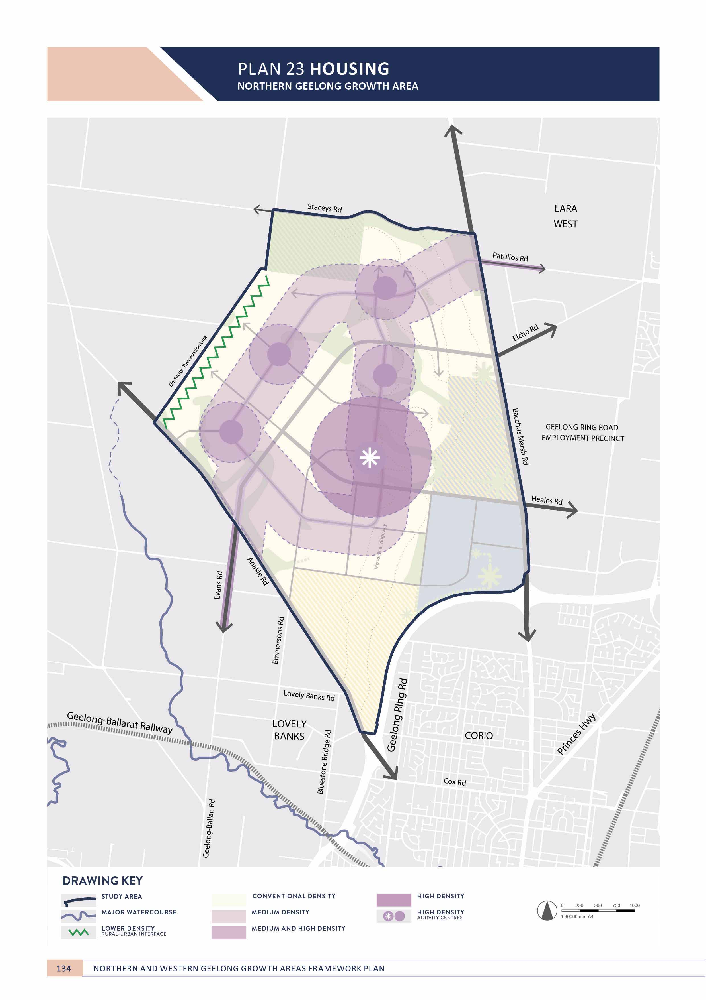 PLAN 23 HOUSING
NORTHERN GEELONG GROWTH AREA
Staceys Rd
LARA
WEST
Patullos Rd
Elcho Rd
Electricity Transmission Line
Bacchus Marsh Rd
GEELONG RING ROAD
EMPLOYMENT PRECINCT
Heales Rd
Monocline ridgeway
Anakie Rd
Evans Rd
Emmersons Rd
Lovely Banks Rd
Geelong Ring Rd
Geelong-Ballarat Railway
LOVELY
BANKS
Bluestone Bridge Rd
CORIO
Princes Hwy
Cox Rd
Geelong-Ballan Rd
DRAWING KEY
STUDY AREA
MAJOR WATERCOURSE
LOWER DENSITY
RURAL-URBAN INTERFACE
CONVENTIONAL DENSITY
MEDIUM DENSITY
MEDIUM AND HIGH DENSITY
HIGH DENSITY
HIGH DENSITY
ACTIVITY CENTRES
0 250 500 750 1000
1:40000m at A4
134 NORTHERN AND WESTERN GEELONG GROWTH AREAS FRAMEWORK PLAN